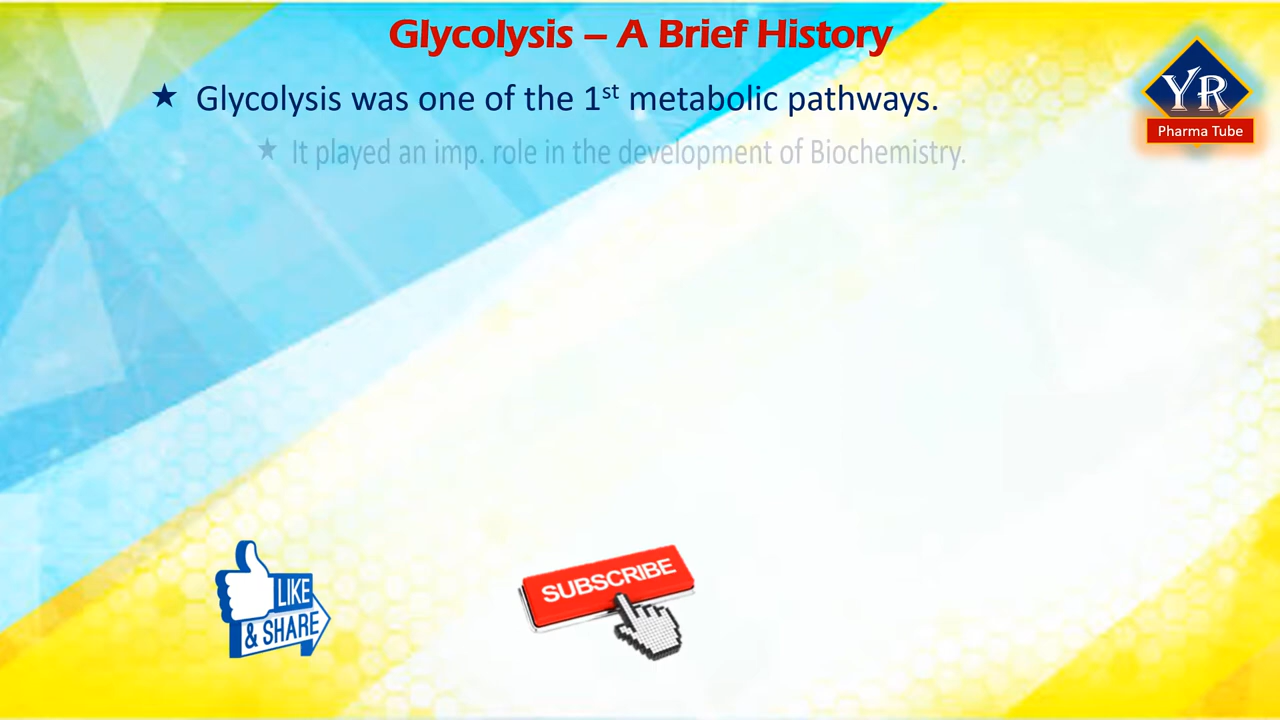 Glycolysis – A Brief History
★ Glycolysis was one of the 1st metabolic pathways.
★ It played an imp. role in the development of Biochemistry.
YR
Pharma Tube
LIKE
& SHARE
SUBSCRIBE